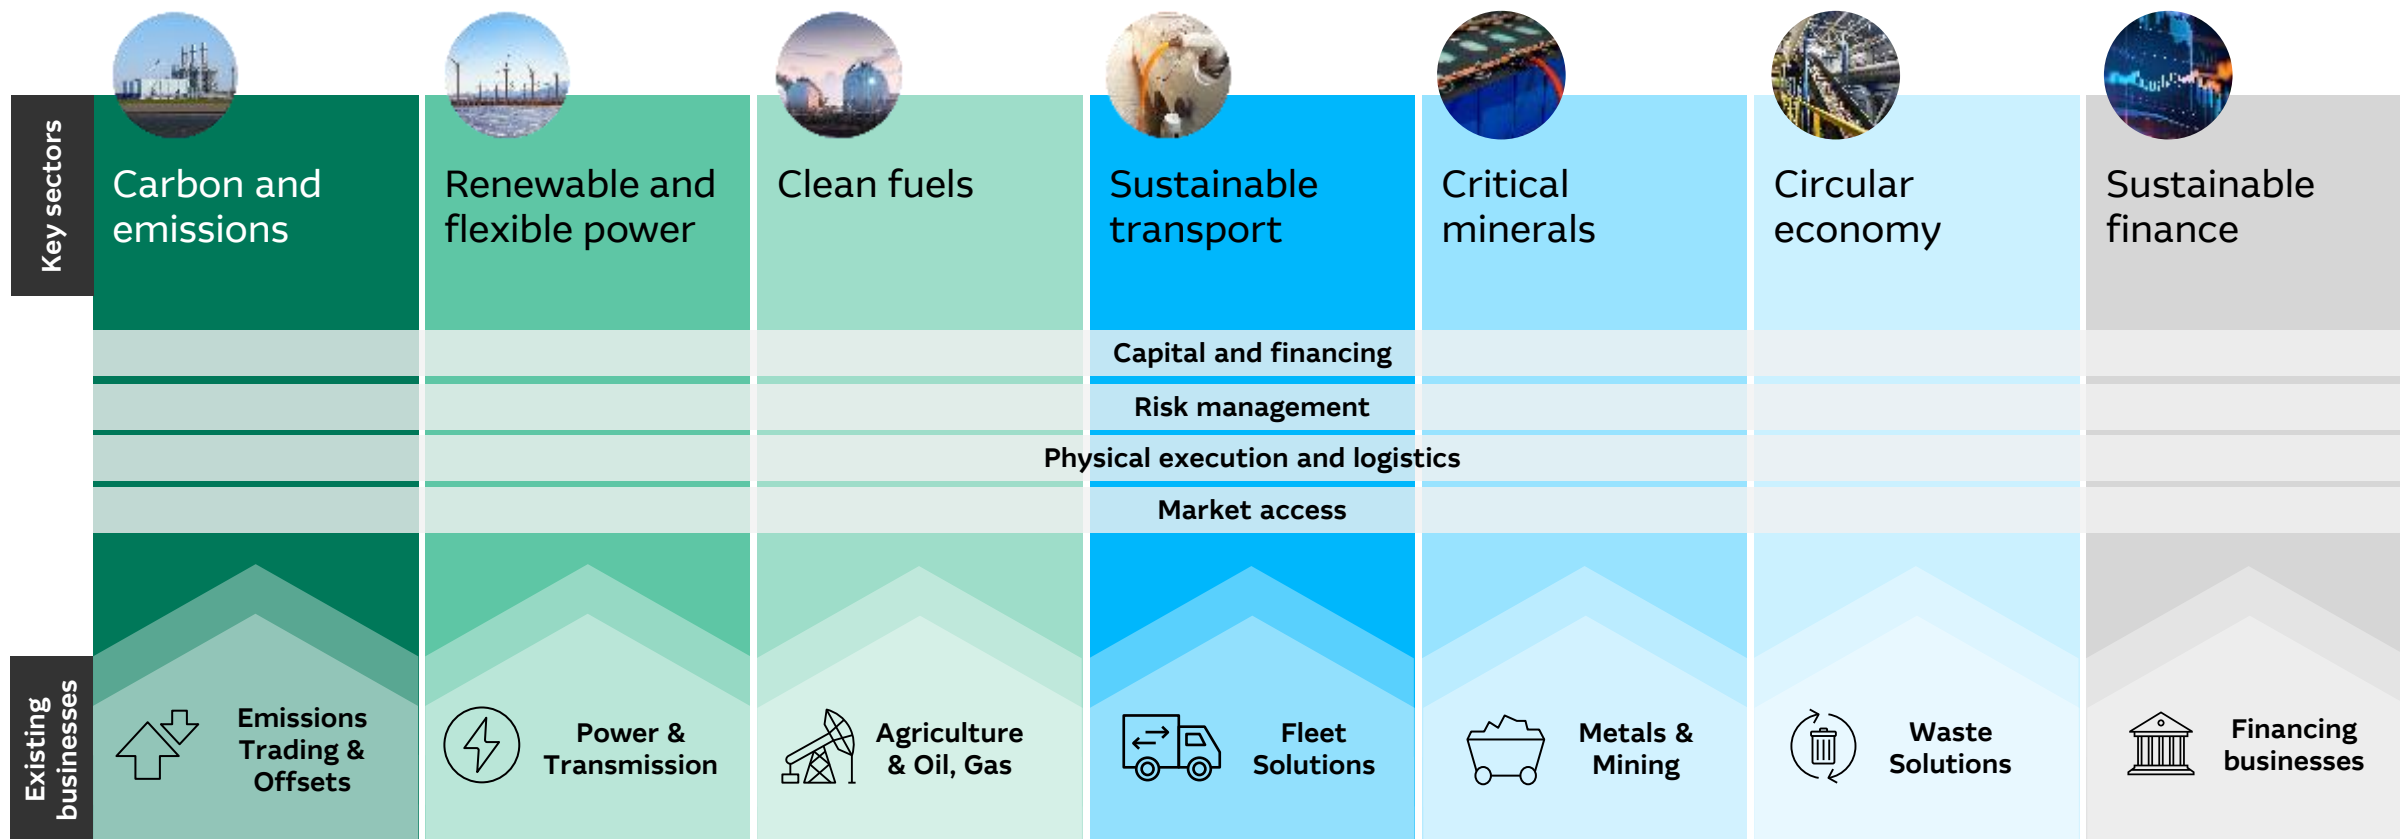 Key sectors
Carbon and
emissions
Renewable and
flexible power
Clean fuels
Sustainable
transport
Critical
minerals
Circular
economy
Sustainable
finance
Capital and financing
Risk management
Physical execution and logistics
Market access
Existing
businesses
Emissions
Trading &
Offsets
Power &
Transmission
Agriculture
& Oil, Gas
Fleet
Solutions
Metals &
Mining
Waste
Solutions
Financing
businesses